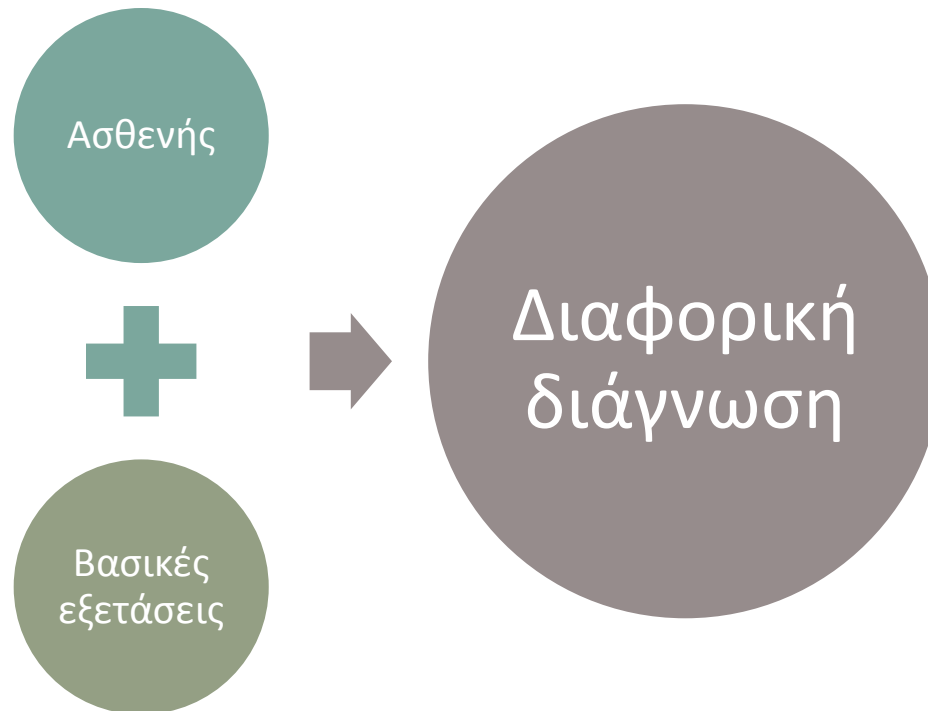 Ασθενής
Βασικές
εξετάσεις
Διαφορική
διάγνωση